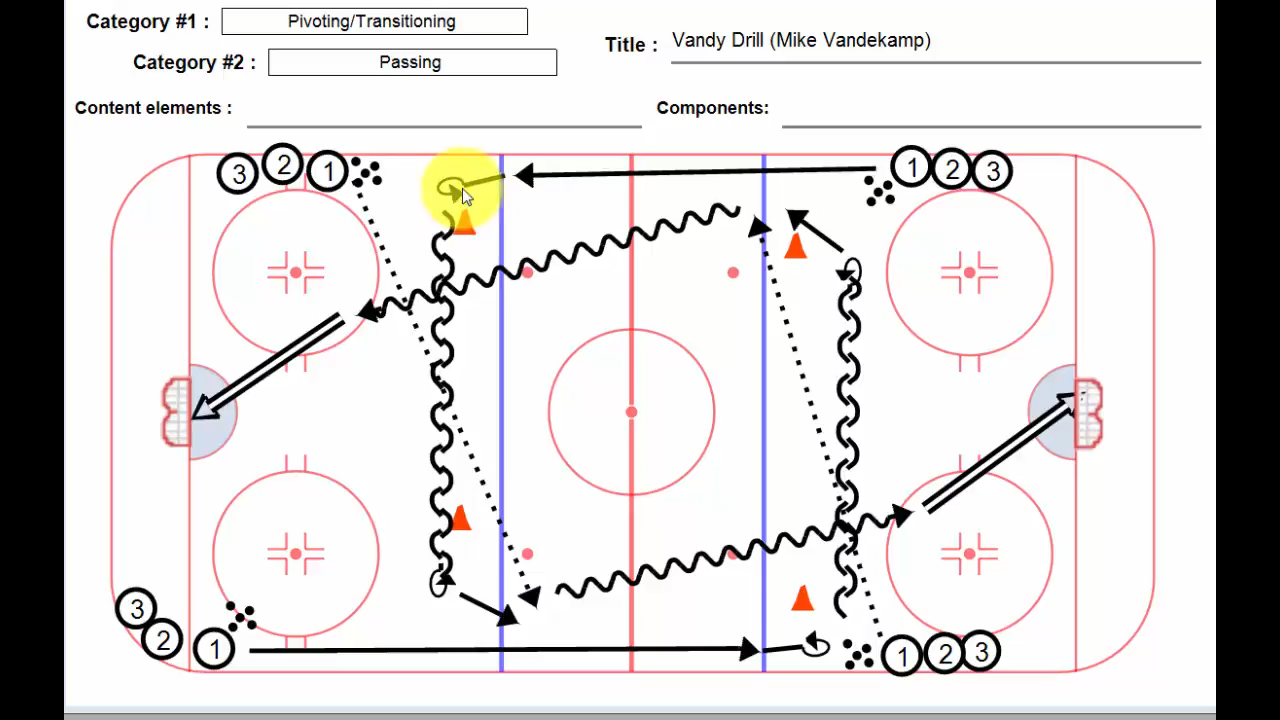 Category #1 : Pivoting/Transitioning
Title : Vandy Drill (Mike Vandekamp)
Category #2 : Passing
Content elements :
Components:
3 2 1
1 2 3
3
2
1
1 2 3